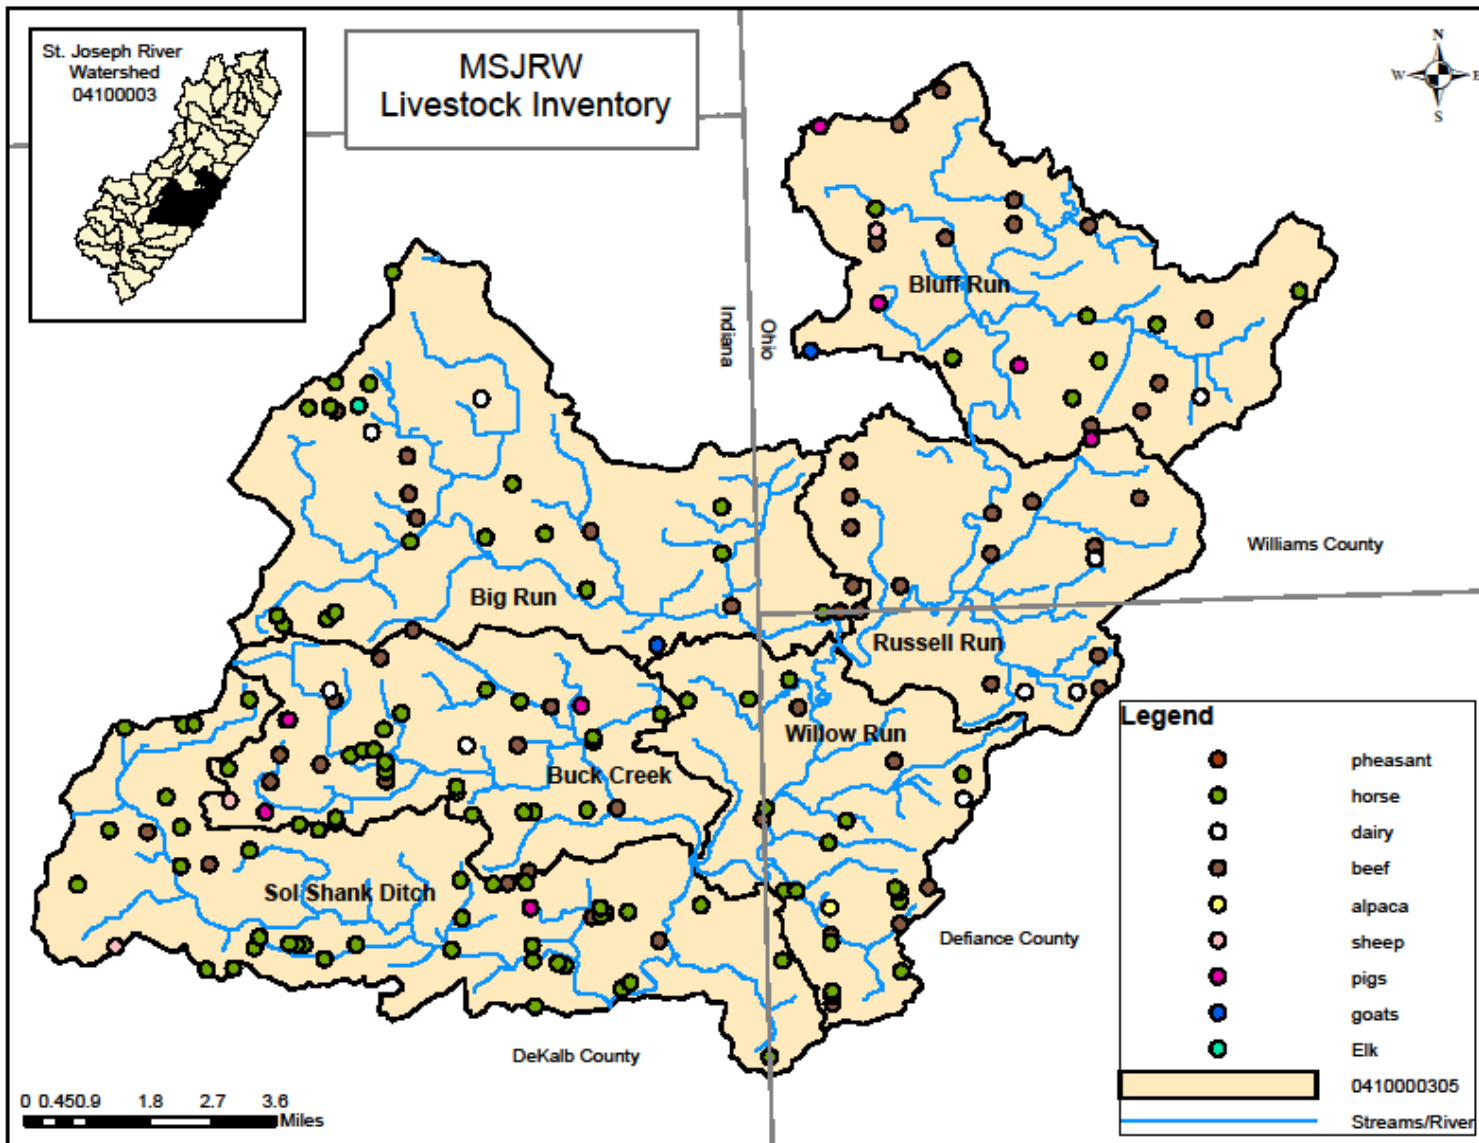 St. Joseph River
Watershed
04100003
MSJRW
Livestock Inventory
N
W
E
S
Bluff Run
Indiana
Ohio
Williams County
Big Run
Russell Run
Willow Run
Buck Creek
Sol Shank Ditch
Defiance County
DeKalb County
Legend
pheasant
horse
dairy
beef
alpaca
sheep
pigs
goats
Elk
0410000305
Streams/River
0 0.450.9 1.8 2.7 3.6
Miles